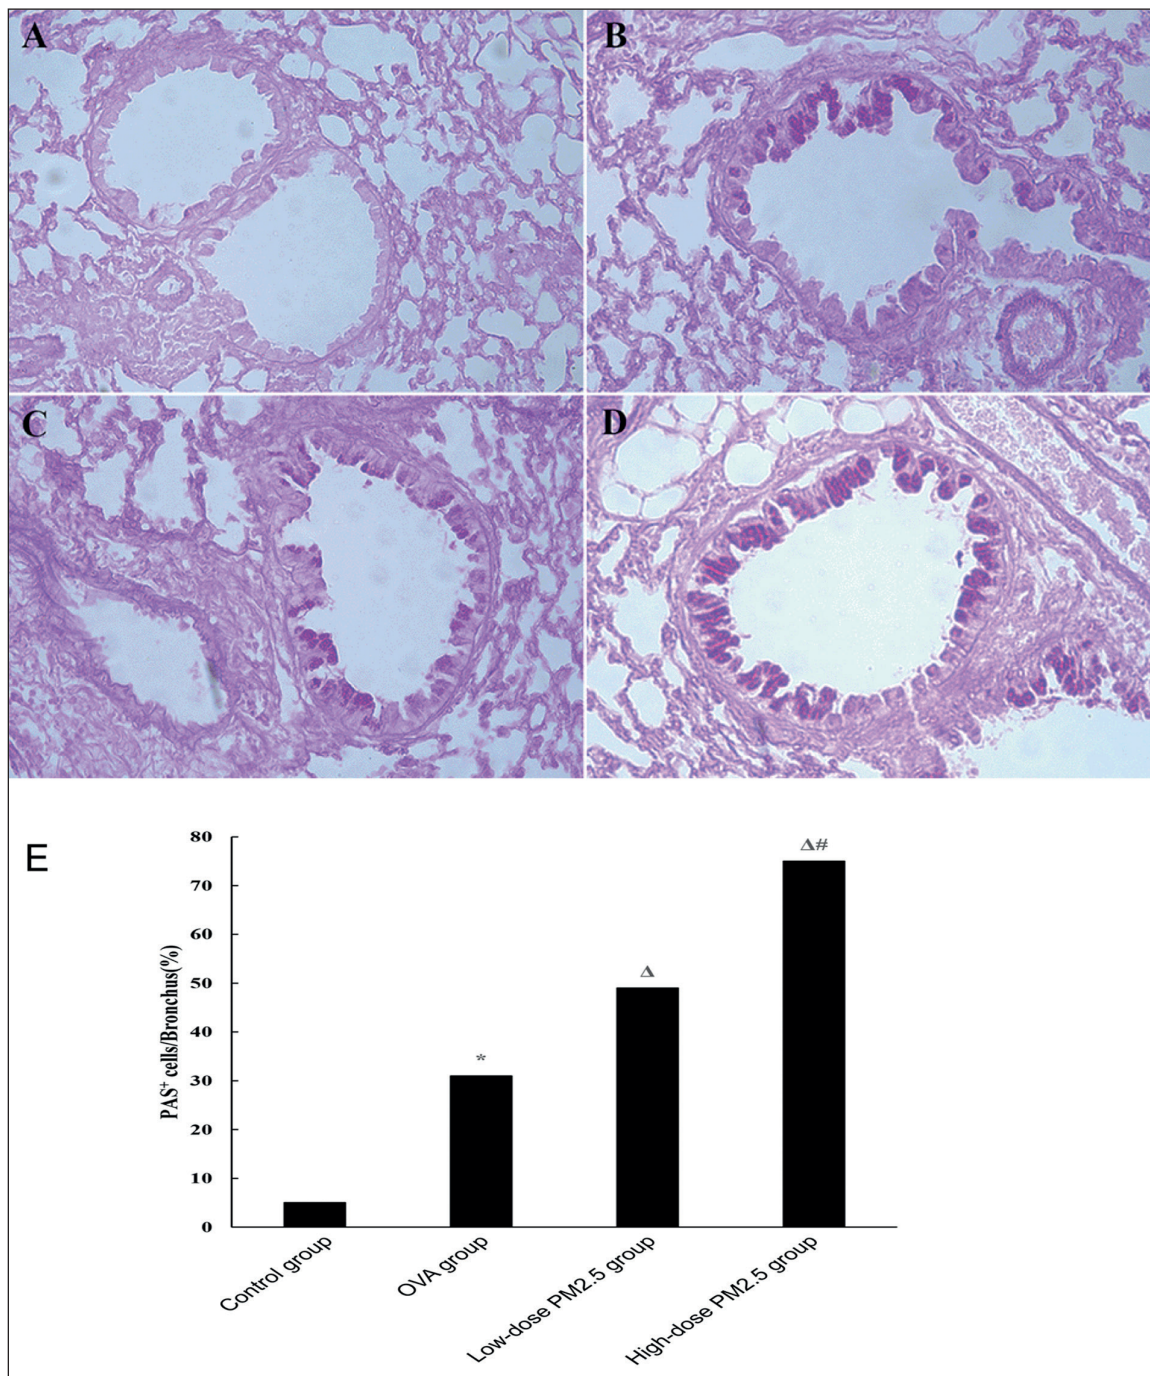 A
B
C
D
E
80
70
60
50
40
30
20
10
0
PAS⁺ cells/Bronchus(%)
*
Δ
Δ#
Control group
OVA group
Low-dose PM2.5 group
High-dose PM2.5 group